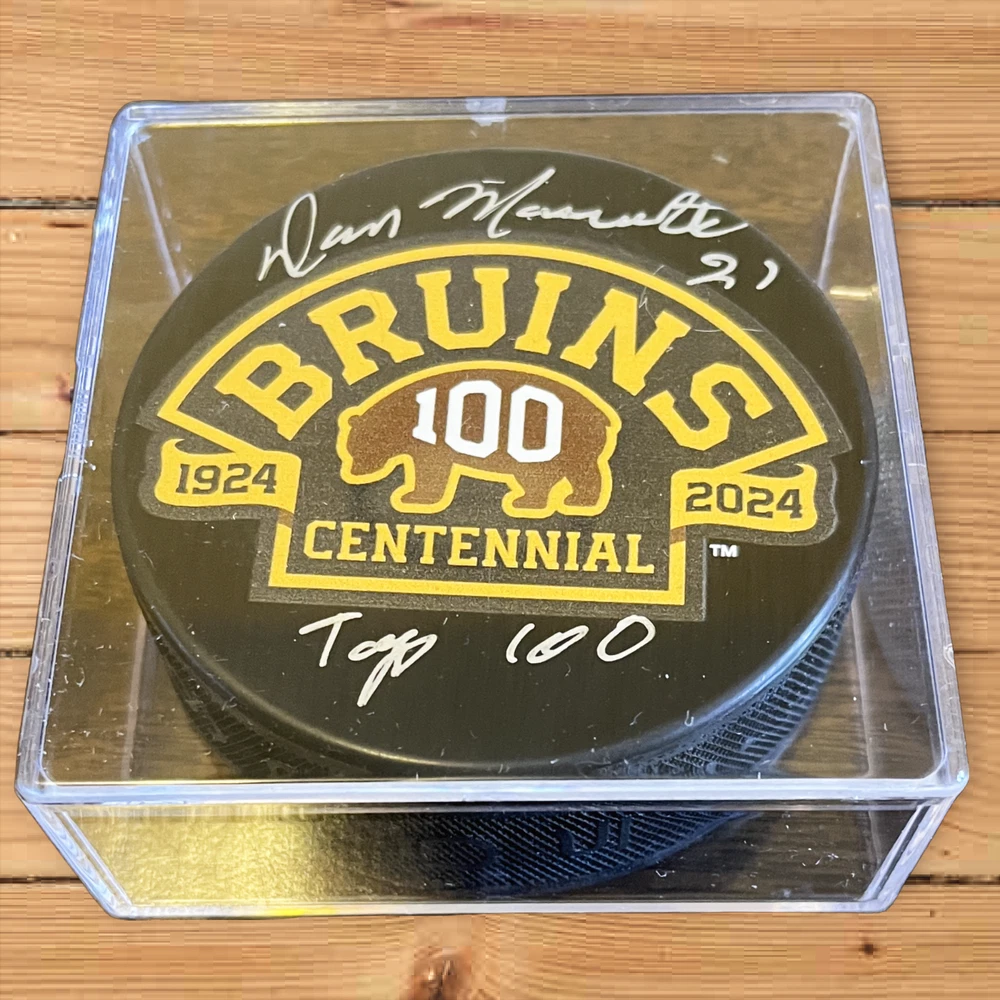 Don Marcotte
21
BRUINS
100
1924
2024
CENTENNIAL
TM
Top 100